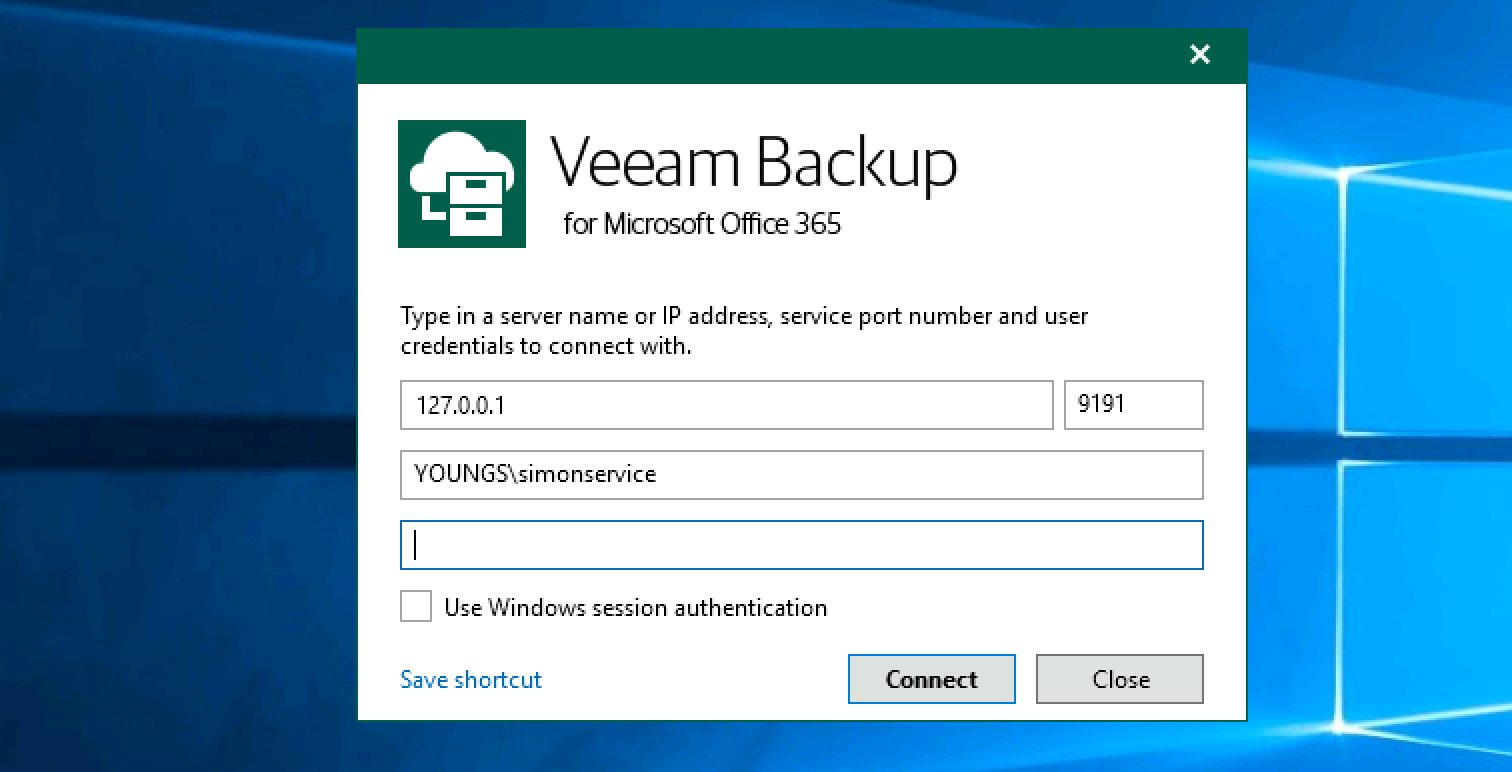 Veeam Backup
for Microsoft Office 365
Type in a server name or IP address, service port number and user
credentials to connect with.
127.0.0.1 9191
YOUNGS\simonservice
Use Windows session authentication
Save shortcut Connect Close